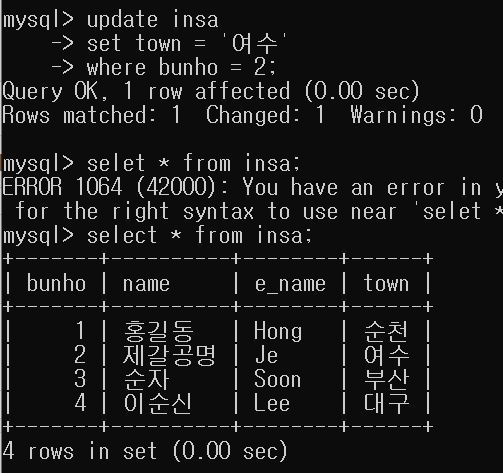 mysql> update insa
    -> set town = '여수'
    -> where bunho = 2;
Query OK, 1 row affected (0.00 sec)
Rows matched: 1  Changed: 1  Warnings: 0

mysql> selet * from insa;
ERROR 1064 (42000): You have an error in y
 for the right syntax to use near 'selet *
mysql> select * from insa;
+-------+----------+--------+------+
| bunho | name     | e_name | town |
+-------+----------+--------+------+
|     1 | 홍길동   | Hong   | 순천 |
|     2 | 제갈공명 | Je     | 여수 |
|     3 | 순자     | Soon   | 부산 |
|     4 | 이순신   | Lee    | 대구 |
+-------+----------+--------+------+
4 rows in set (0.00 sec)